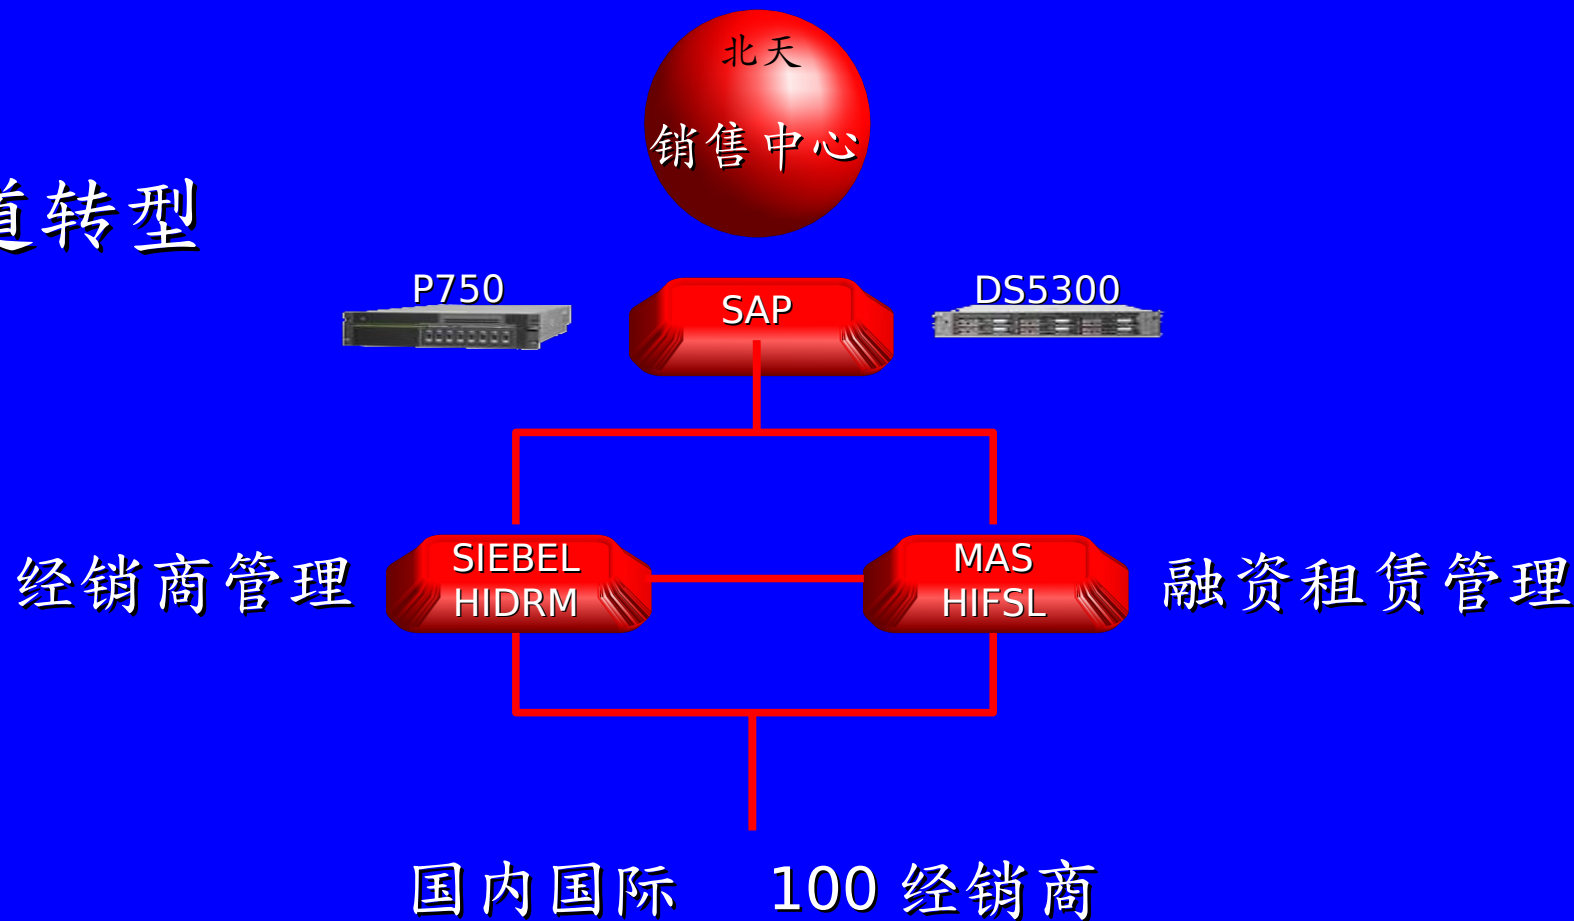 北天
销售中心
道转型
P750
SAP
DS5300
经销商管理
SIEBEL
HIDRM
MAS
HIFSL
融资租赁管理
国内国际 100 经销商